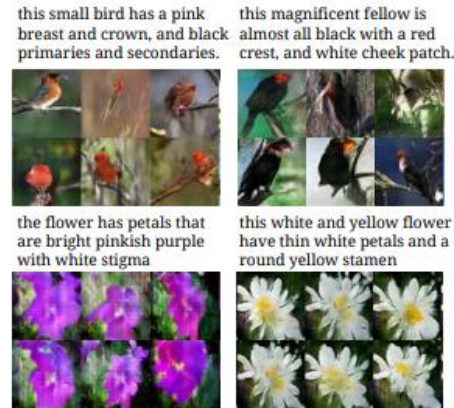 this small bird has a pink
breast and crown, and black
primaries and secondaries.
this magnificent fellow is
almost all black with a red
crest, and white cheek patch.
the flower has petals that
are bright pinkish purple
with white stigma
this white and yellow flower
have thin white petals and a
round yellow stamen